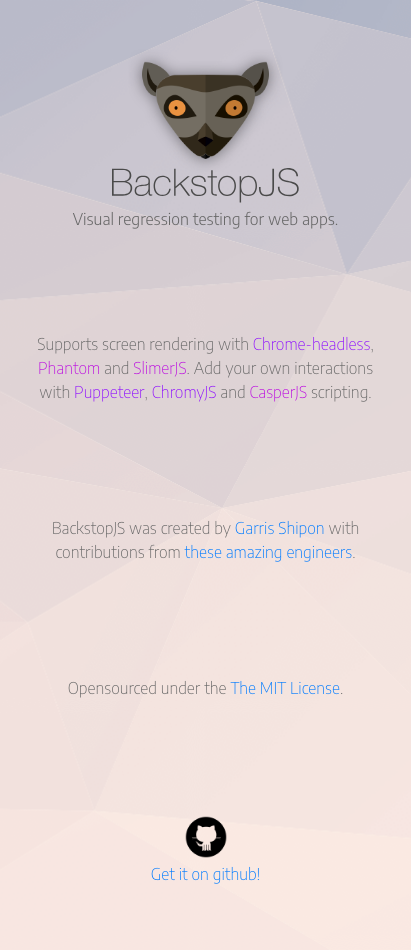 BackstopJS
Visual regression testing for web apps.
Supports screen rendering with Chrome-headless,
Phantom and SlimerJS. Add your own interactions
with Puppeteer, ChromyJS and CasperJS scripting.
BackstopJS was created by Garris Shipon with
contributions from these amazing engineers.
Opensourced under the The MIT License.
Get it on github!